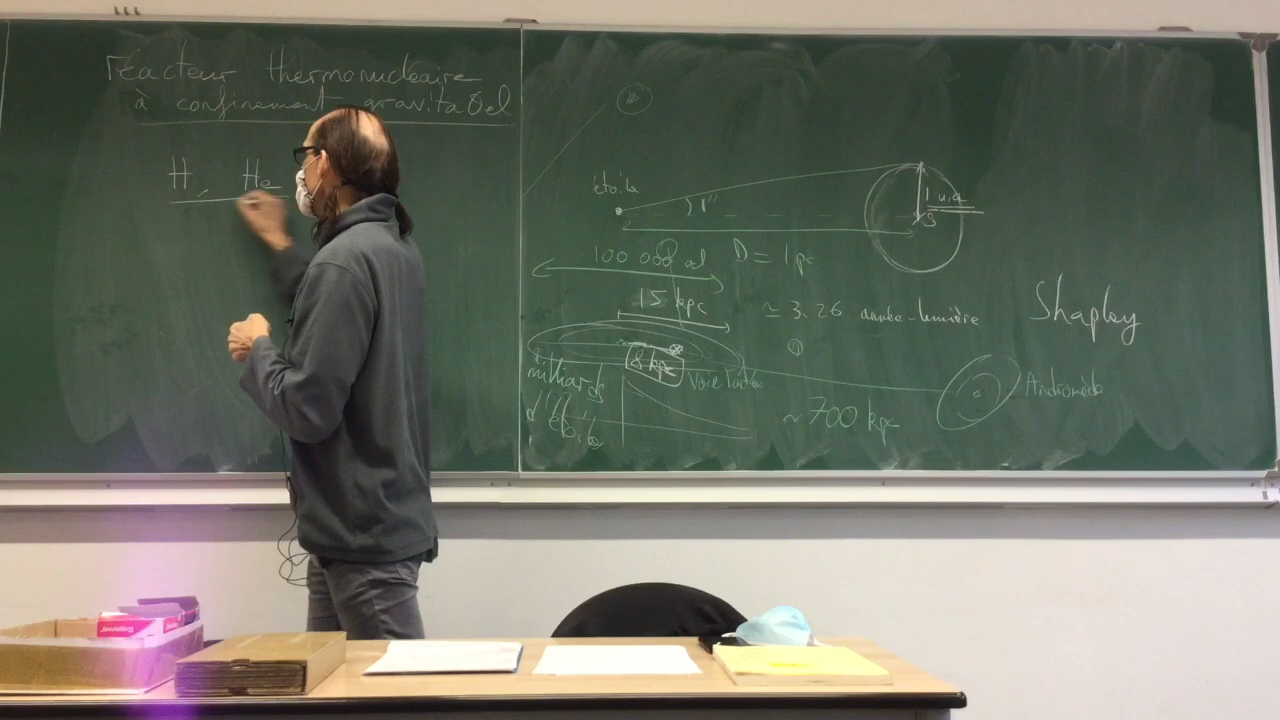 réacteur thermonucléaire
à confinement gravitaθel
H, He
étoile
1"
1 u.a
S
100 000 al
D = 1 pc
15 kpc
≃ 3.26 année-lumière
Shapley
8 kpc
milliards
d'étoiles
Voie lactée
Andromède
~700 kpc